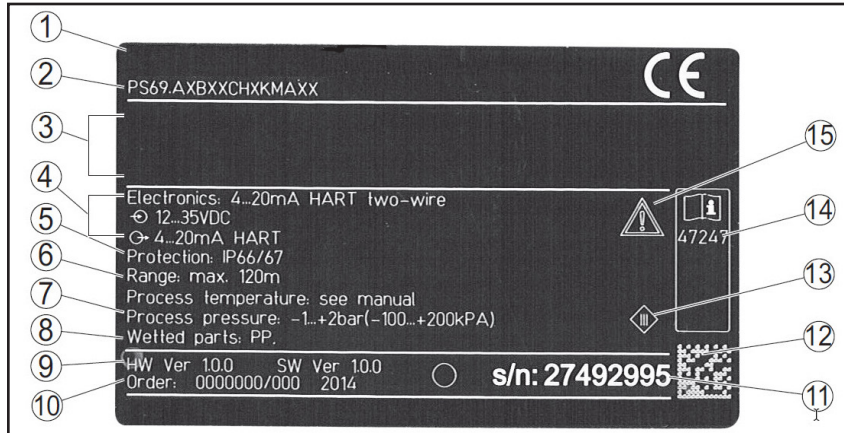 1
2
PS69.AXBXXCHXKMAXX
CE
3
4
Electronics: 4...20mA HART two-wire
12...35VDC
4...20mA HART
5
Protection: IP66/67
6
Range: max. 120m
Process temperature: see manual
7
Process pressure: -1...+2bar(-100...+200kPA)
8
Wetted parts: PP.
9
HW Ver 1.0.0 SW Ver 1.0.0
10
Order: 0000000/000 2014
s/n: 27492995
15
i
47247
14
13
12
11